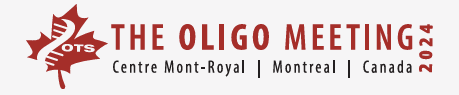 OTS
THE OLIGO MEETING
2024
Centre Mont-Royal | Montreal | Canada